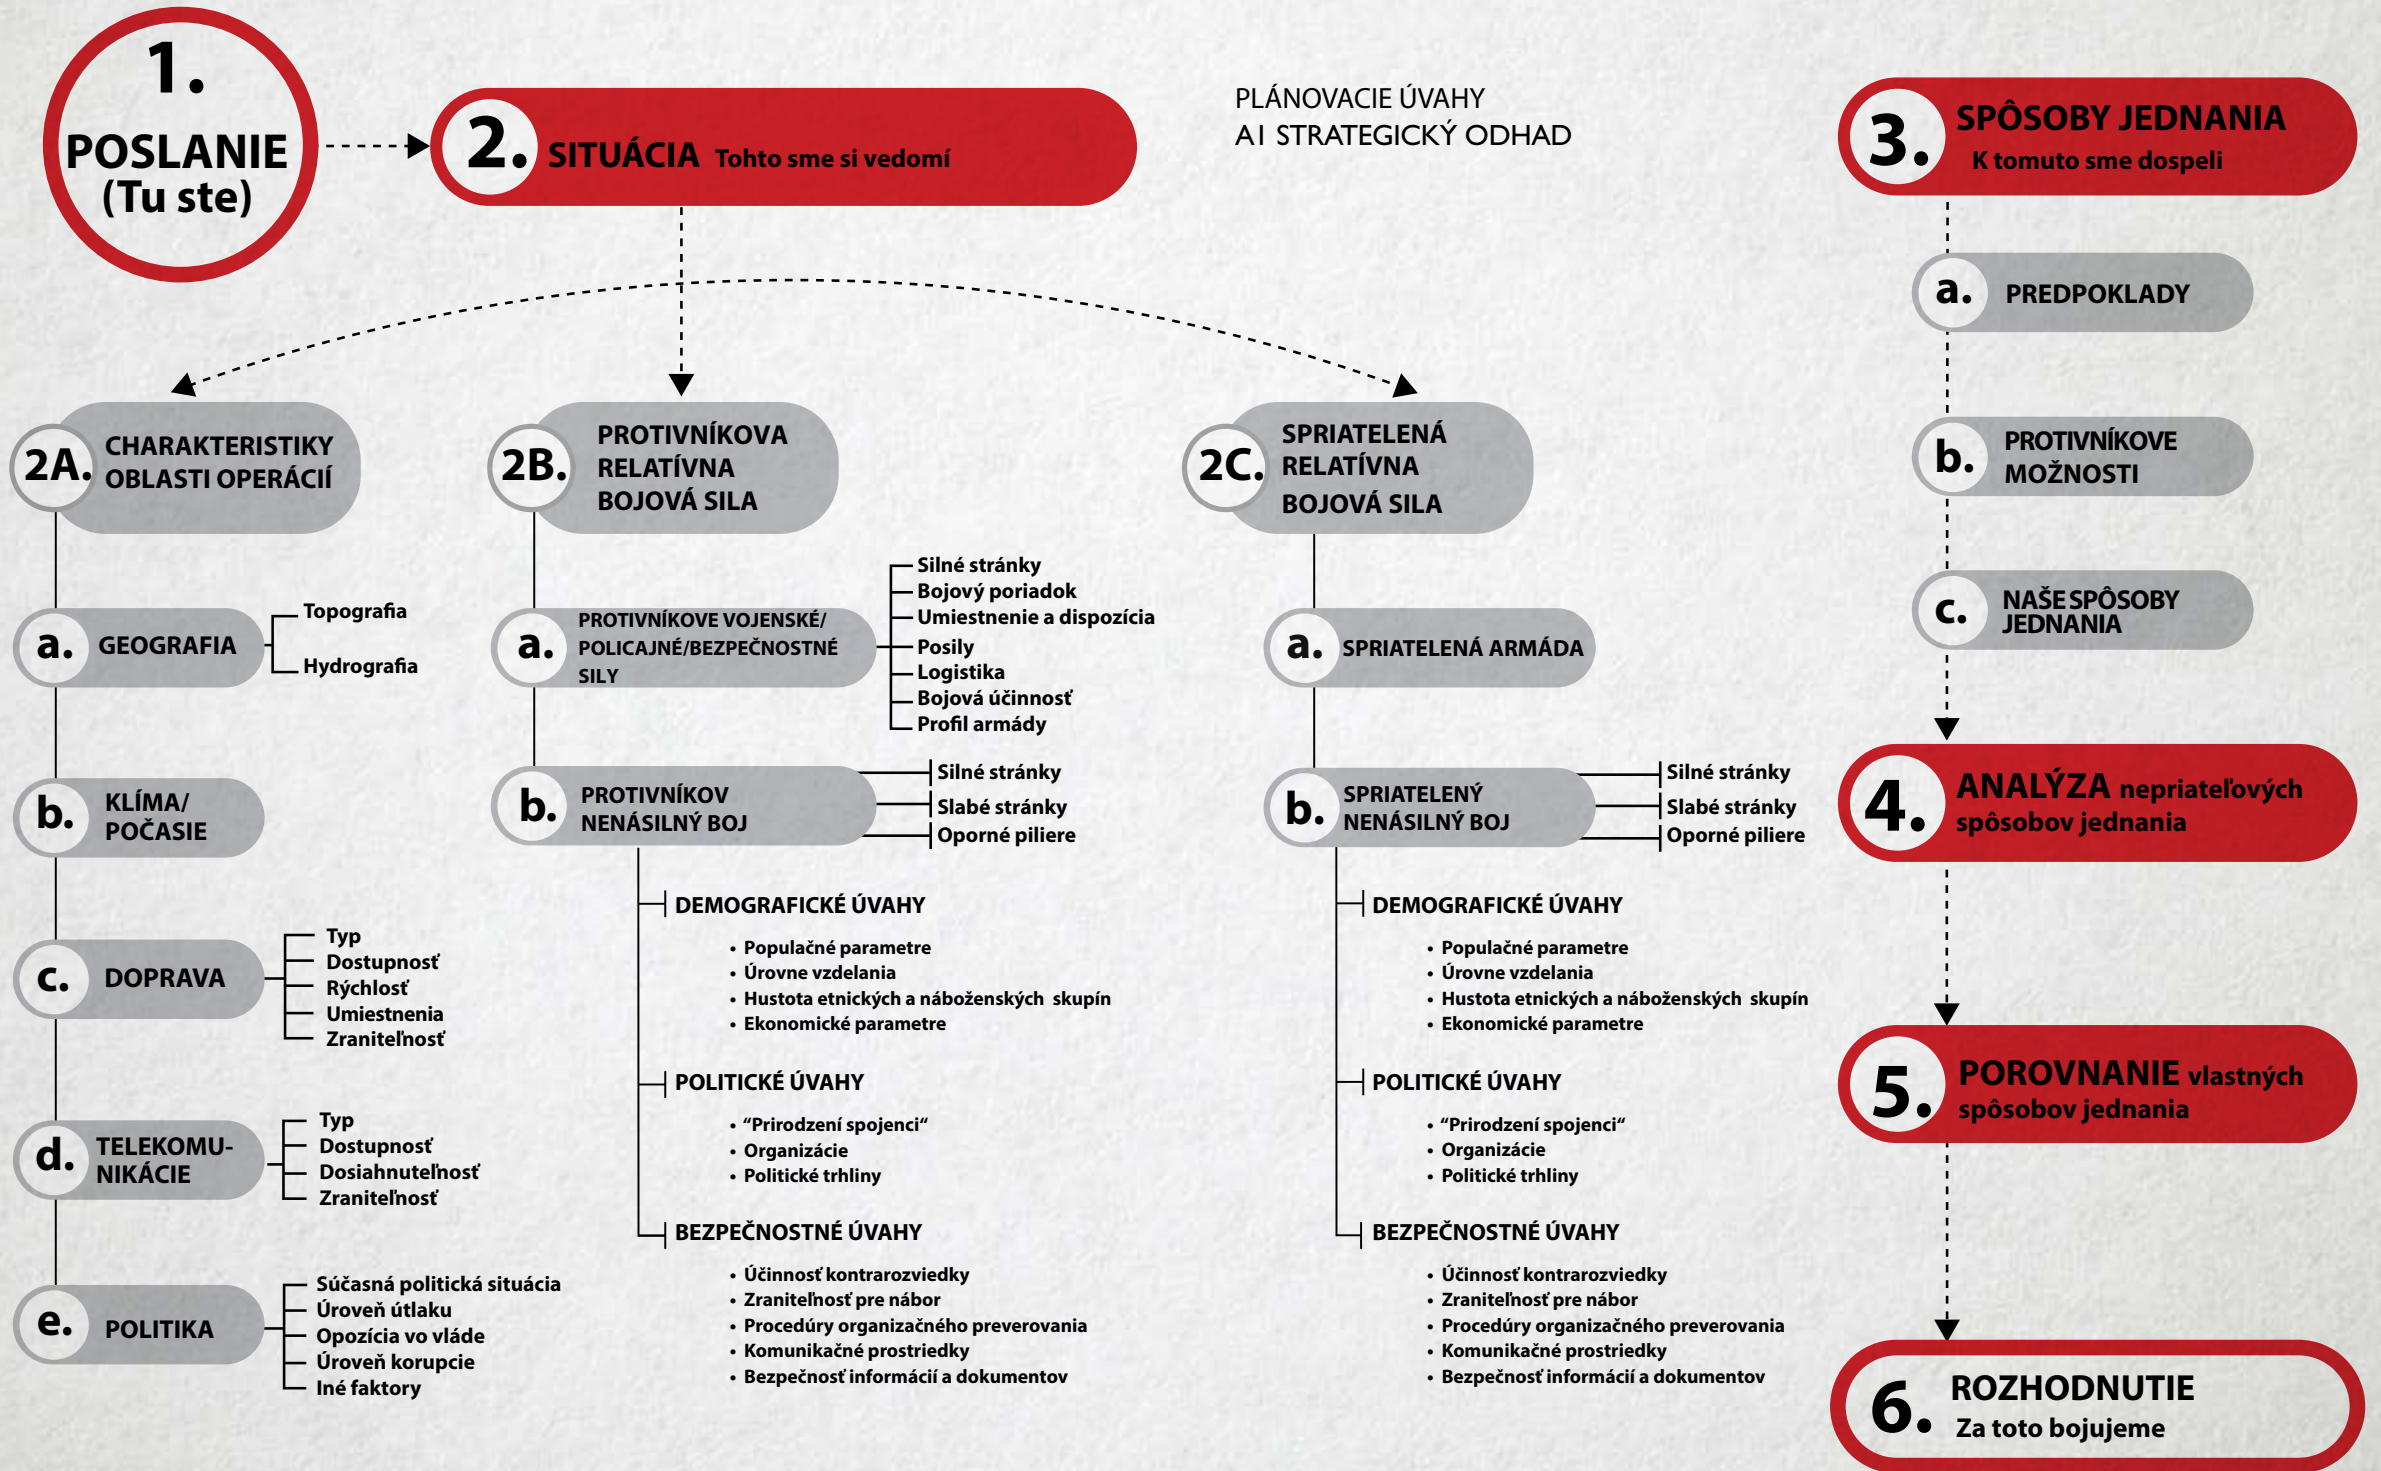 1.
POSLANIE
(Tu ste)
2. SITUÁCIA Tohto sme si vedomí
PLÁNOVACIE ÚVAHY
A1 STRATEGICKÝ ODHAD
2A. CHARAKTERISTIKY
OBLASTI OPERÁCIÍ
a. GEOGRAFIA
Topografia
Hydrografia
b. KLÍMA/
POČASIE
c. DOPRAVA
Typ
Dostupnosť
Rýchlosť
Umiestnenia
Zraniteľnosť
d. TELEKOMU-
NIKÁCIE
Typ
Dostupnosť
Dosiahnuteľnosť
Zraniteľnosť
e. POLITIKA
Súčasná politická situácia
Úroveň útlaku
Opozícia vo vláde
Úroveň korupcie
Iné faktory
2B. PROTIVNÍKOVA
RELATÍVNA
BOJOVÁ SILA
a. PROTIVNÍKOVE VOJENSKÉ/
POLICAJNÉ/BEZPEČNOSTNÉ
SILY
Silné stránky
Bojový poriadok
Umiestnenie a dispozícia
Posily
Logistika
Bojová účinnosť
Profil armády
b. PROTIVNÍKOV
NENÁSILNÝ BOJ
Silné stránky
Slabé stránky
Oporné piliere
DEMOGRAFICKÉ ÚVAHY
• Populačné parametre
• Úrovne vzdelania
• Hustota etnických a náboženských skupín
• Ekonomické parametre
POLITICKÉ ÚVAHY
• “Prirodzení spojenci“
• Organizácie
• Politické trhliny
BEZPEČNOSTNÉ ÚVAHY
• Účinnosť kontrarozviedky
• Zraniteľnosť pre nábor
• Procedúry organizačného preverovania
• Komunikačné prostriedky
• Bezpečnosť informácií a dokumentov
2C. SPRIATELENÁ
RELATÍVNA
BOJOVÁ SILA
a. SPRIATELENÁ ARMÁDA
b. SPRIATELENÝ
NENÁSILNÝ BOJ
Silné stránky
Slabé stránky
Oporné piliere
DEMOGRAFICKÉ ÚVAHY
• Populačné parametre
• Úrovne vzdelania
• Hustota etnických a náboženských skupín
• Ekonomické parametre
POLITICKÉ ÚVAHY
• “Prirodzení spojenci“
• Organizácie
• Politické trhliny
BEZPEČNOSTNÉ ÚVAHY
• Účinnosť kontrarozviedky
• Zraniteľnosť pre nábor
• Procedúry organizačného preverovania
• Komunikačné prostriedky
• Bezpečnosť informácií a dokumentov
3. SPÔSOBY JEDNANIA
K tomuto sme dospeli
a. PREDPOKLADY
b. PROTIVNÍKOVE
MOŽNOSTI
c. NAŠE SPÔSOBY
JEDNANIA
4. ANALÝZA nepriateľových
spôsobov jednania
5. POROVNANIE vlastných
spôsobov jednania
6. ROZHODNUTIE
Za toto bojujeme